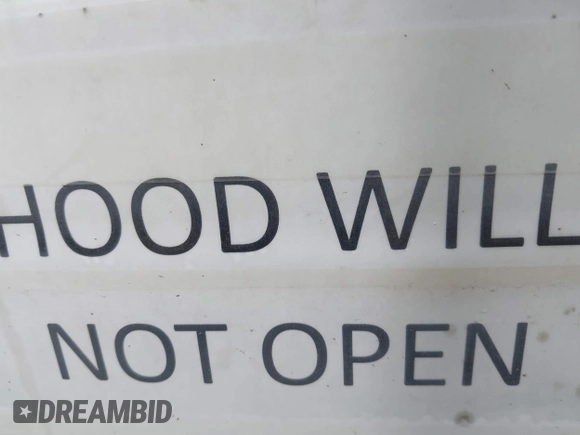 HOOD WILL
NOT OPEN
DREAMBID